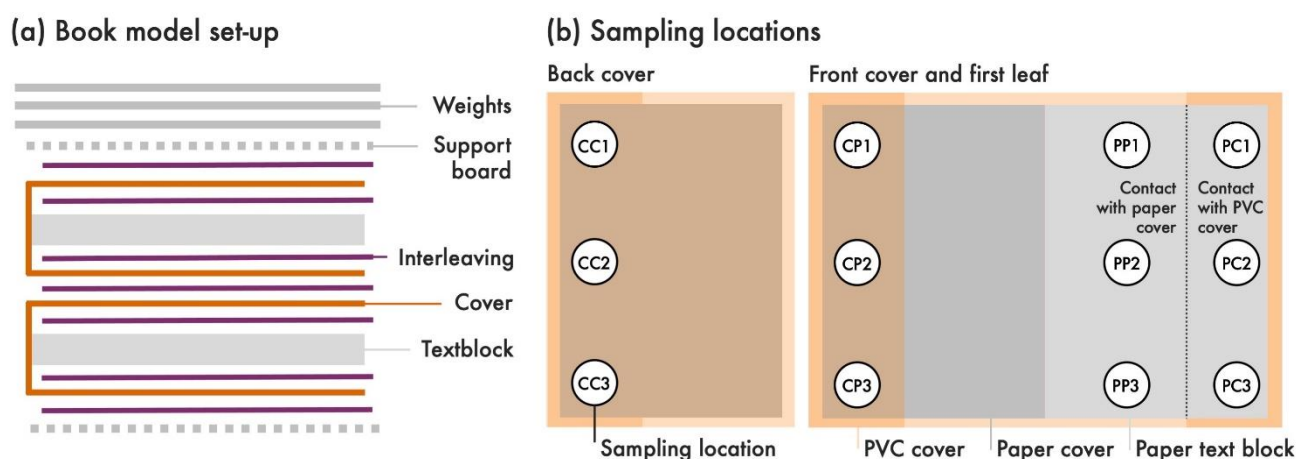 (a) Book model set-up
Weights
Support
board
Interleaving
Cover
Textblock
(b) Sampling locations
Back cover
CC1
CC2
CC3
Sampling location
Front cover and first leaf
CP1
PP1
PC1
Contact
with paper
cover
Contact
with PVC
cover
CP2
PP2
PC2
CP3
PP3
PC3
PVC cover
Paper cover
Paper text block